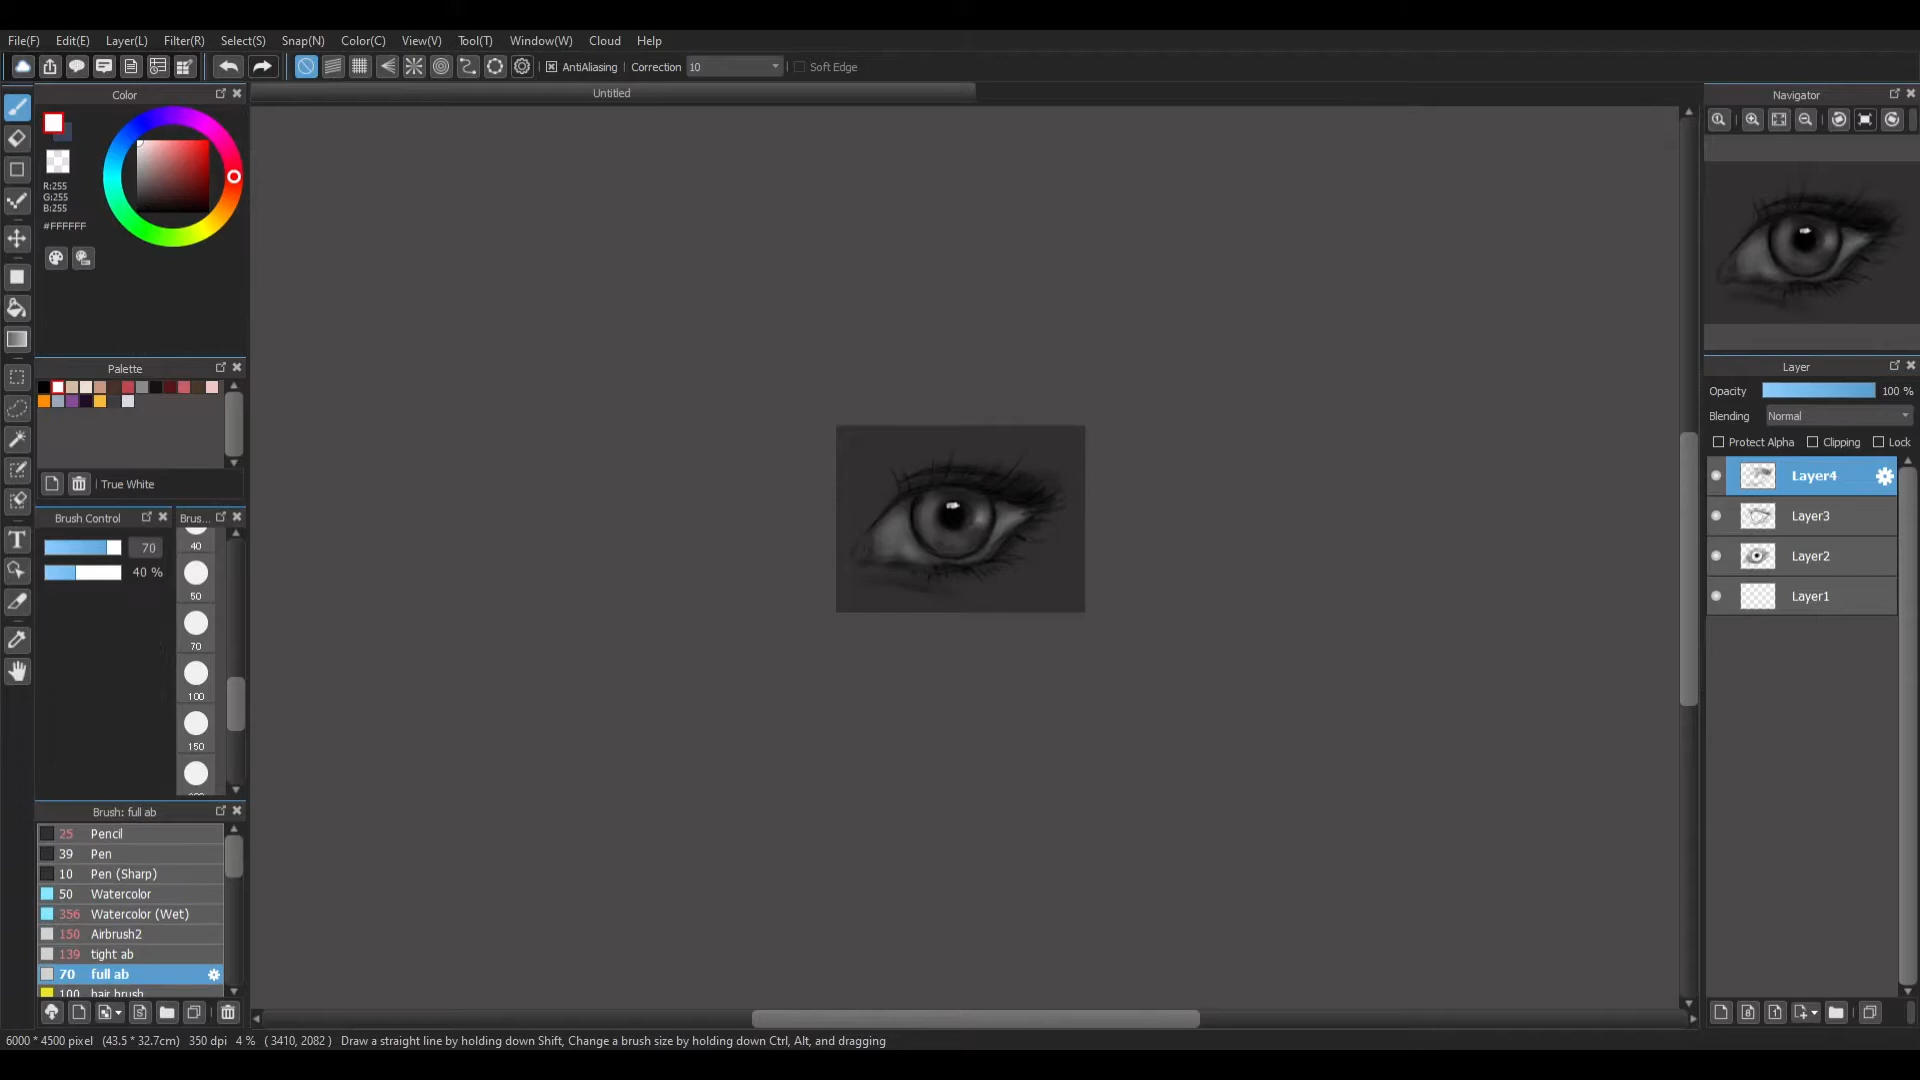 File(F) Edit(E) Layer(L) Filter(R) Select(S) Snap(N) Color(C) View(V) Tool(T) Window(W) Cloud Help
AntiAliasing Correction 10 Soft Edge
Color
Untitled
Navigator
R:255
G:255
B:255
#FFFFFF
Palette
True White
Brush Control
Brus...
70
40 %
40
50
70
100
150
Brush: full ab
25 Pencil
39 Pen
10 Pen (Sharp)
50 Watercolor
356 Watercolor (Wet)
150 Airbrush2
139 tight ab
70 full ab
100 hair brush
Layer
Opacity 100 %
Blending Normal
Protect Alpha Clipping Lock
Layer4
Layer3
Layer2
Layer1
6000 * 4500 pixel (43.5 * 32.7cm) 350 dpi 4 % ( 3410, 2082 ) Draw a straight line by holding down Shift, Change a brush size by holding down Ctrl, Alt, and dragging